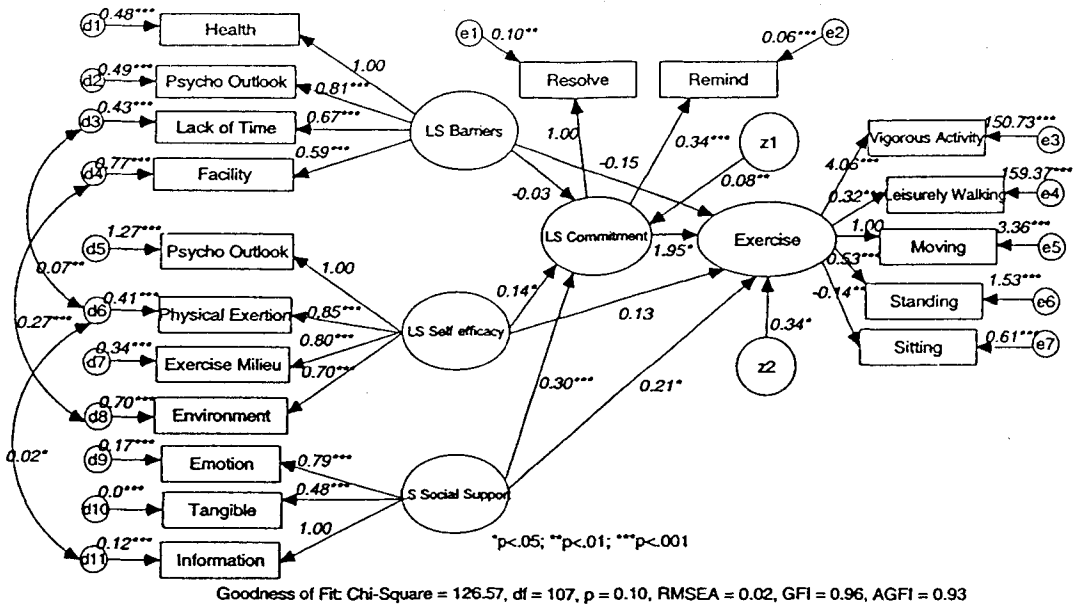 d1
0.48***
Health
d2
0.49***
Psycho Outlook
d3
0.43***
Lack of Time
d4
0.77***
Facility
1.00
0.81***
0.67***
0.59***
LS Barriers
d5
1.27***
Psycho Outlook
d6
0.41***
Physical Exertion
d7
0.34***
Exercise Milieu
d8
0.70***
Environment
1.00
0.85***
0.80***
0.70***
LS Self efficacy
d9
0.17***
Emotion
d10
0.0***
Tangible
d11
0.12***
Information
0.79***
0.48***
1.00
S Social Support
0.07**
0.27***
0.02*
e1
0.10**
Resolve
e2
0.06***
Remind
1.00
0.34***
z1
0.08**
LS Commitment
-0.03
-0.15
0.14*
0.13
0.30***
0.21*
1.95*
Exercise
z2
0.34*
4.06***
0.32**
1.00
0.53***
-0.14**
Vigorous Activity
150.73***
e3
Leisurely Walking
159.37***
e4
Moving
3.36***
e5
Standing
1.53***
e6
Sitting
0.61***
e7
*p<.05; **p<.01; ***p<.001
Goodness of Fit: Chi-Square = 126.57, df = 107, p = 0.10, RMSEA = 0.02, GFI = 0.96, AGFI = 0.93